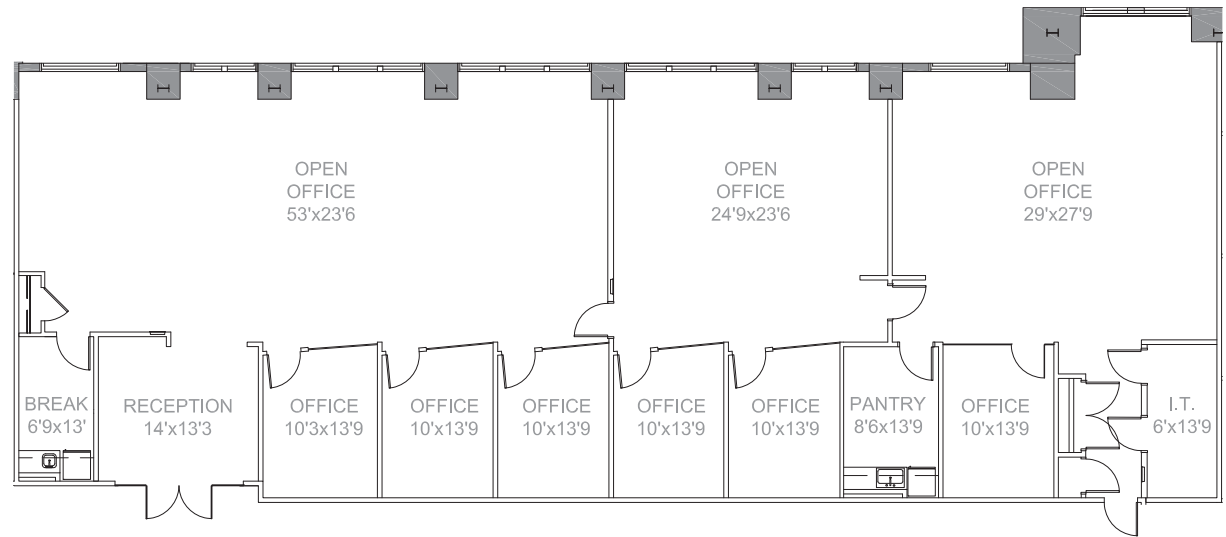 OPEN
OFFICE
53'x23'6
OPEN
OFFICE
24'9x23'6
OPEN
OFFICE
29'x27'9
BREAK
6'9x13'
RECEPTION
14'x13'3
OFFICE
10'3x13'9
OFFICE
10'x13'9
OFFICE
10'x13'9
OFFICE
10'x13'9
OFFICE
10'x13'9
PANTRY
8'6x13'9
OFFICE
10'x13'9
I.T.
6'x13'9